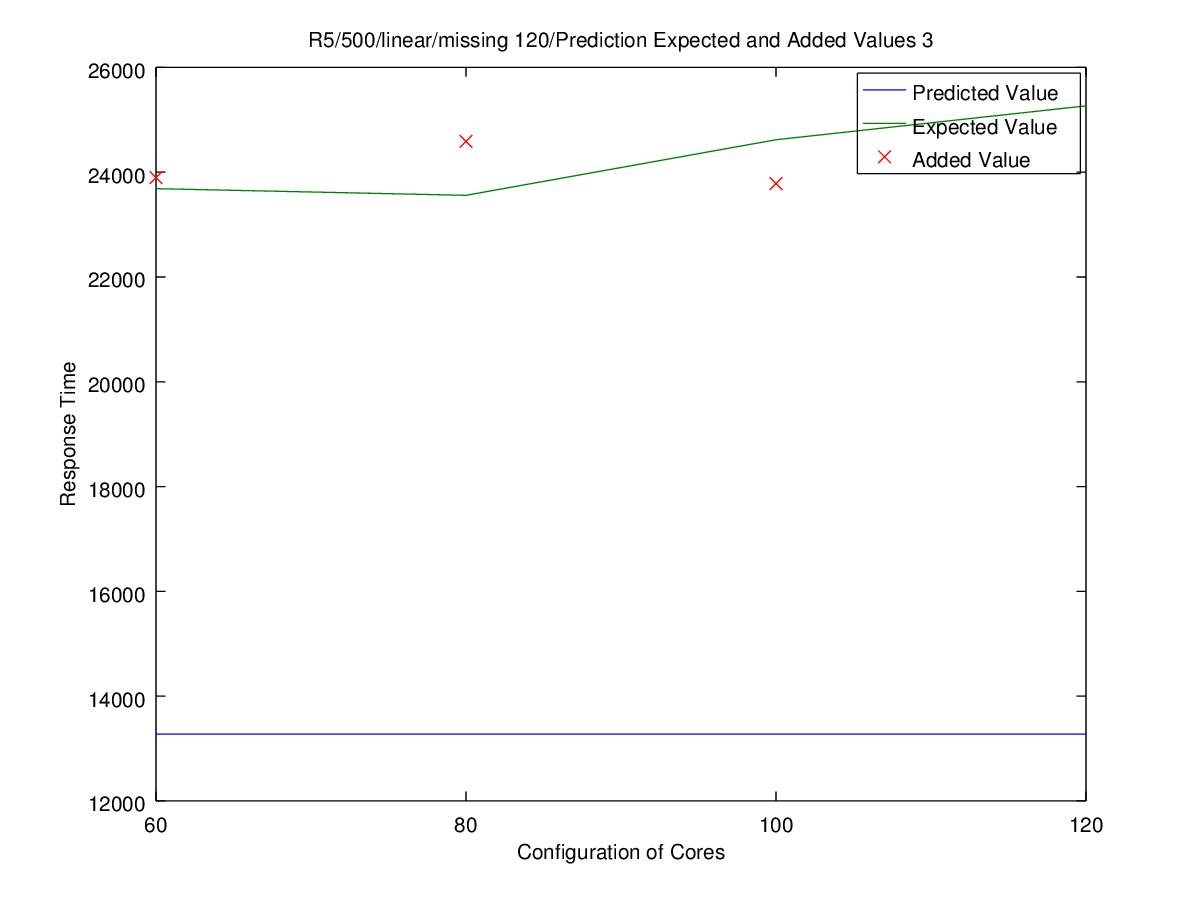 R5/500/linear/missing 120/Prediction Expected and Added Values 3
26000
24000
22000
20000
18000
16000
14000
12000
Response Time
Predicted Value
Expected Value
Added Value
60
80
100
120
Configuration of Cores